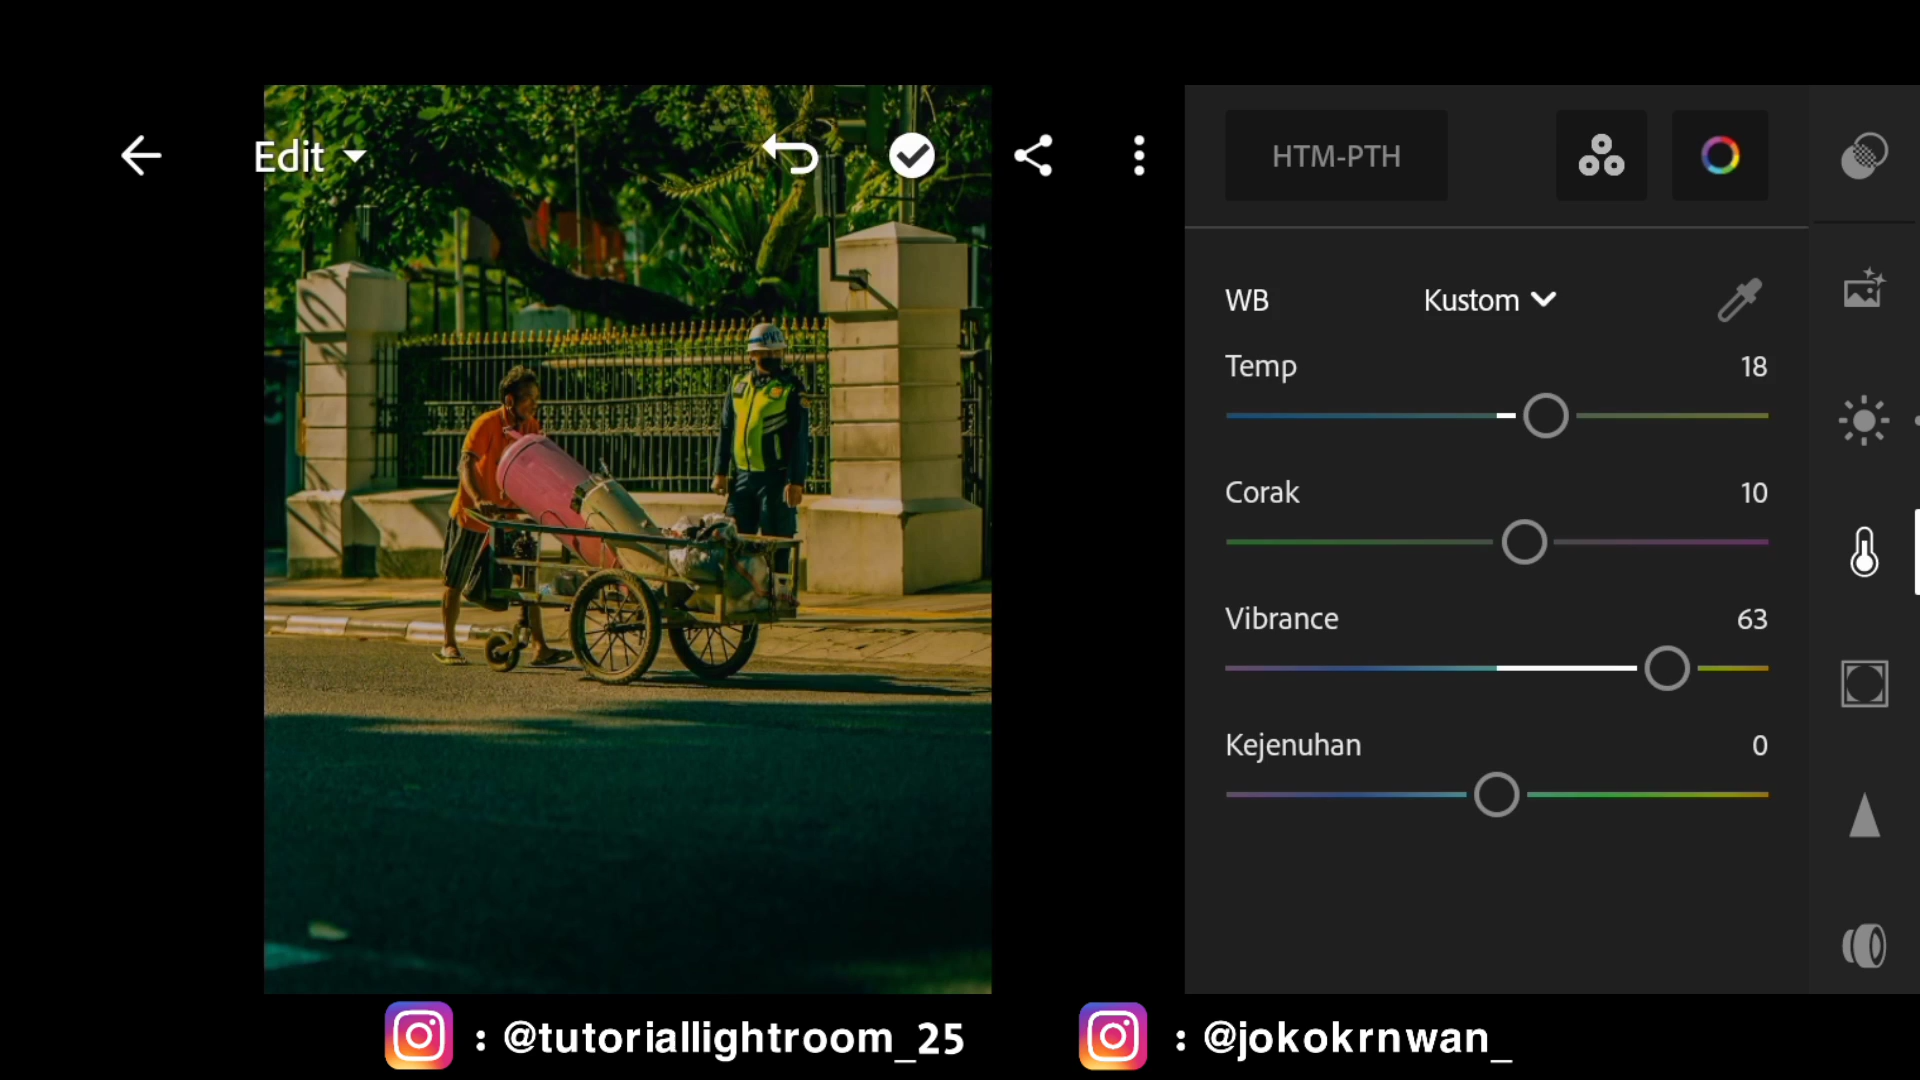 Edit
HTM-PTH
WB Kustom
Temp 18
Corak 10
Vibrance 63
Kejenuhan 0
: @tutoriallightroom_25 : @jokokrnwan_